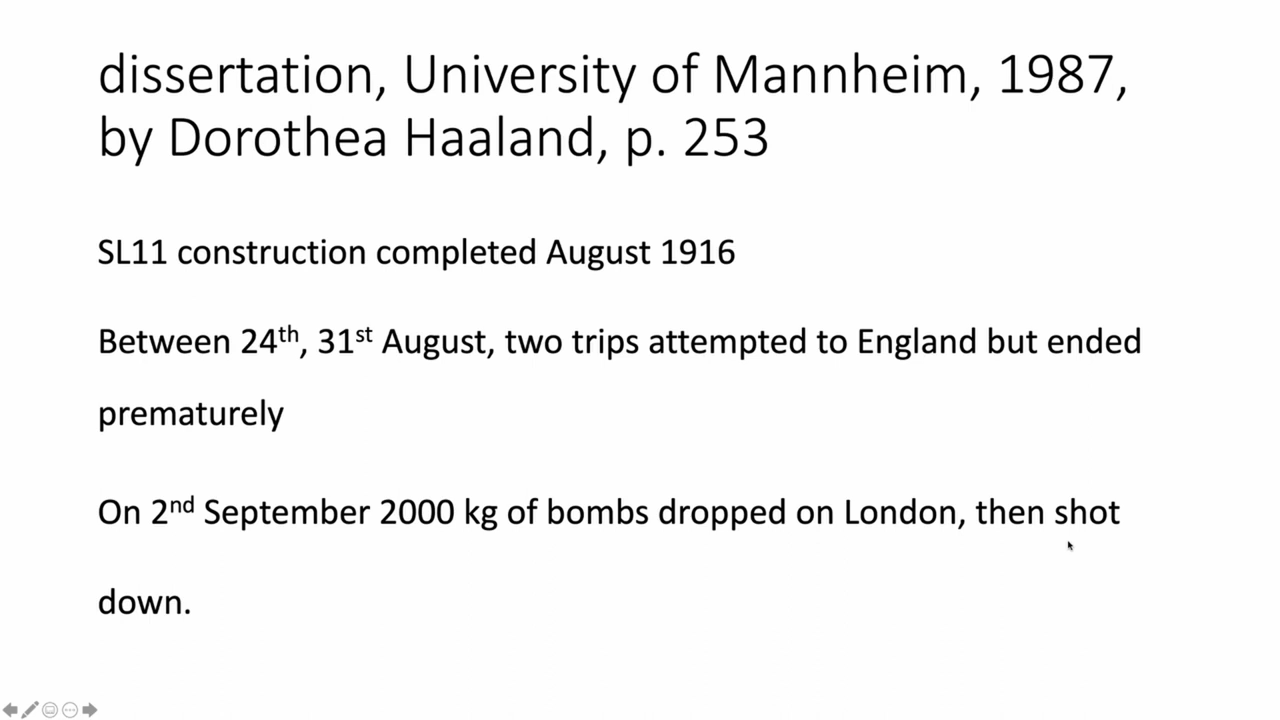 dissertation, University of Mannheim, 1987,
by Dorothea Haaland, p. 253
SL11 construction completed August 1916
Between 24th, 31st August, two trips attempted to England but ended
prematurely
On 2nd September 2000 kg of bombs dropped on London, then shot
down.